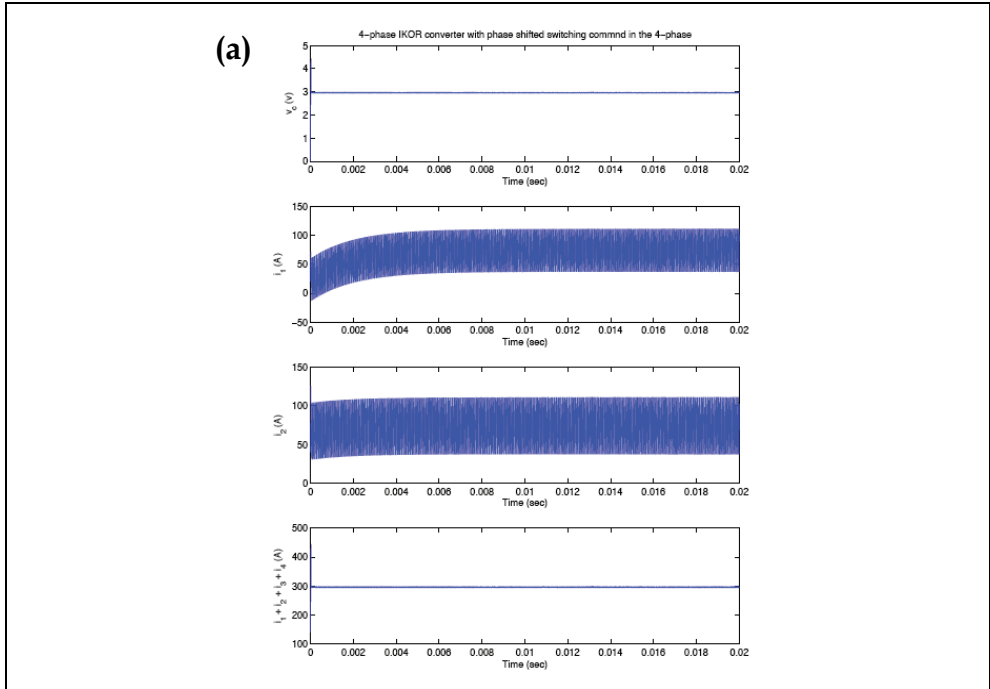 (a)
4-phase IKOR converter with phase shifted switching commnd in the 4-phase
5
4
3
2
1
0
v_c (v)
0 0.002 0.004 0.006 0.008 0.01 0.012 0.014 0.016 0.018 0.02
Time (sec)
150
100
50
0
-50
i_1 (A)
0 0.002 0.004 0.006 0.008 0.01 0.012 0.014 0.016 0.018 0.02
Time (sec)
150
100
50
0
i_2 (A)
0 0.002 0.004 0.006 0.008 0.01 0.012 0.014 0.016 0.018 0.02
Time (sec)
500
400
300
200
100
i_1 + i_2 + i_3 + i_4 (A)
0 0.002 0.004 0.006 0.008 0.01 0.012 0.014 0.016 0.018 0.02
Time (sec)